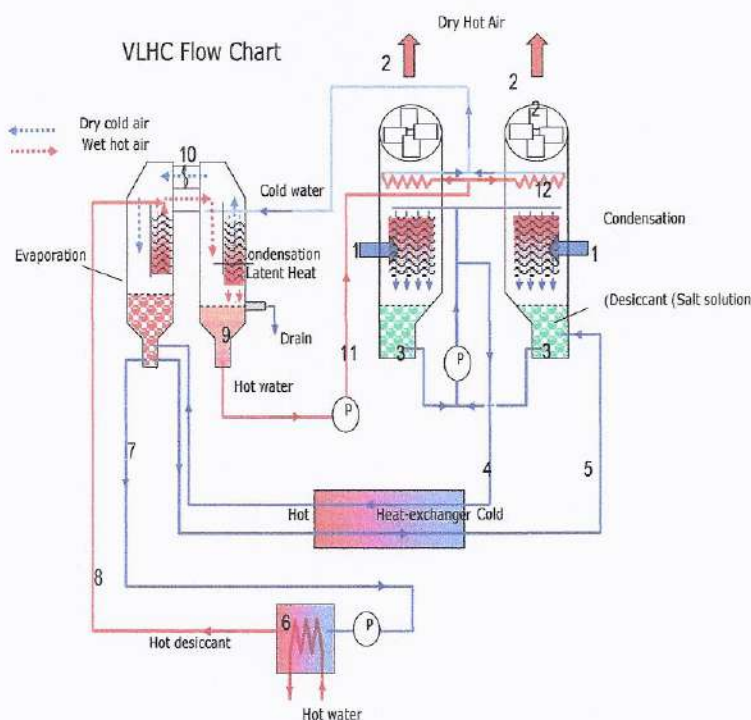 Dry Hot Air
2
2
VLHC Flow Chart
2
Dry cold air
Wet hot air
10
12
Cold water
Condensation
1
1
Evaporation
ondensation
Latent Heat
(Desiccant (Salt solution
9
Drain
11
3
3
P
Hot water
P
7
4
5
Hot
Heat-exchanger Cold
8
6
P
Hot desiccant
Hot water